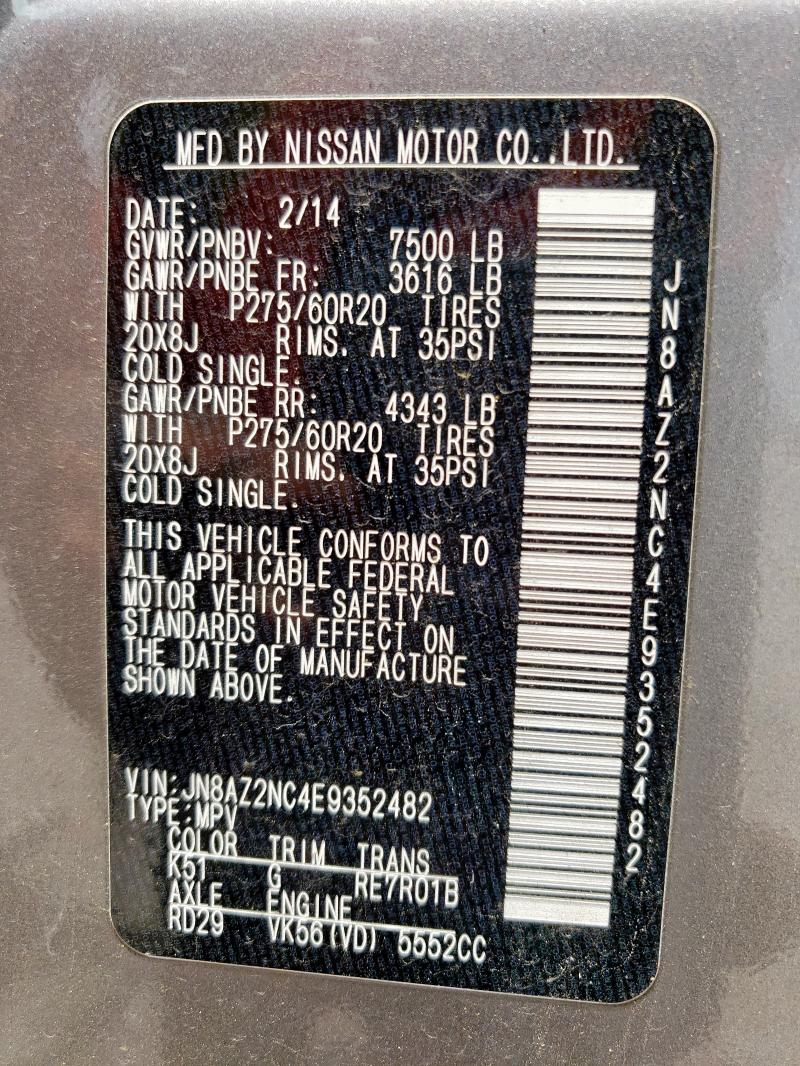 MFD BY NISSAN MOTOR CO.,LTD.
DATE: 2/14
GVWR/PNBV: 7500 LB
GAWR/PNBE FR: 3616 LB
WITH P275/60R20 TIRES
20X8J RIMS. AT 35PSI
COLD SINGLE.
GAWR/PNBE RR: 4343 LB
WITH P275/60R20 TIRES
20X8J RIMS. AT 35PSI
COLD SINGLE.
THIS VEHICLE CONFORMS TO
ALL APPLICABLE FEDERAL
MOTOR VEHICLE SAFETY
STANDARDS IN EFFECT ON
THE DATE OF MANUFACTURE
SHOWN ABOVE.
VIN:JN8AZ2NC4E9352482
TYPE:MPV
COLOR TRIM TRANS
K51 G RE7R01B
AXLE ENGINE
RD29 VK56(VD) 5552CC
JN8AZ2NC4E9352482